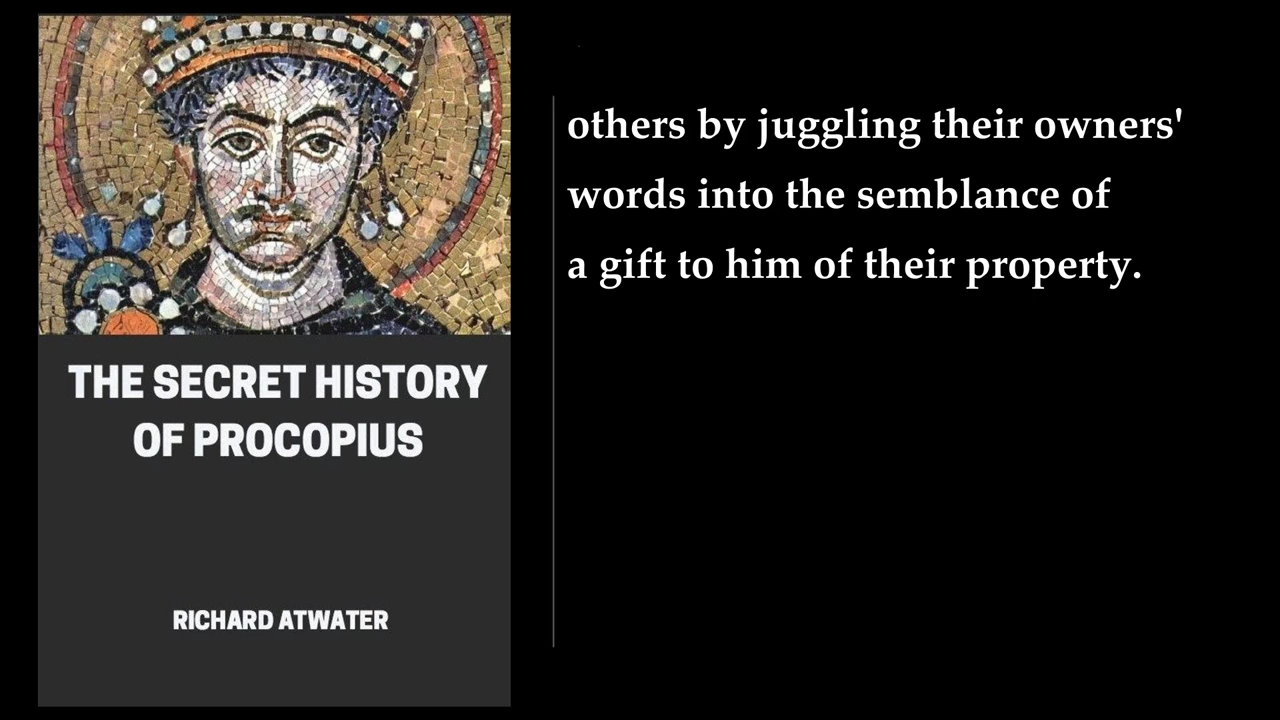 THE SECRET HISTORY
OF PROCOPIUS
RICHARD ATWATER
others by juggling their owners'
words into the semblance of
a gift to him of their property.